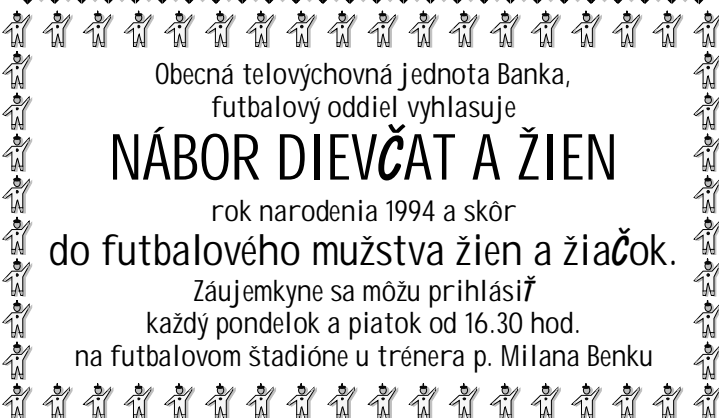 Obecná telovýchovná jednota Banka,
futbalový oddiel vyhlasuje
NÁBOR DIEVČAT A ŽIEN
rok narodenia 1994 a skôr
do futbalového mužstva žien a žiaČok.
Záujemkyne sa môžu prihlásiŤ
každý pondelok a piatok od 16.30 hod.
na futbalovom štadióne u trénera p. Milana Benku